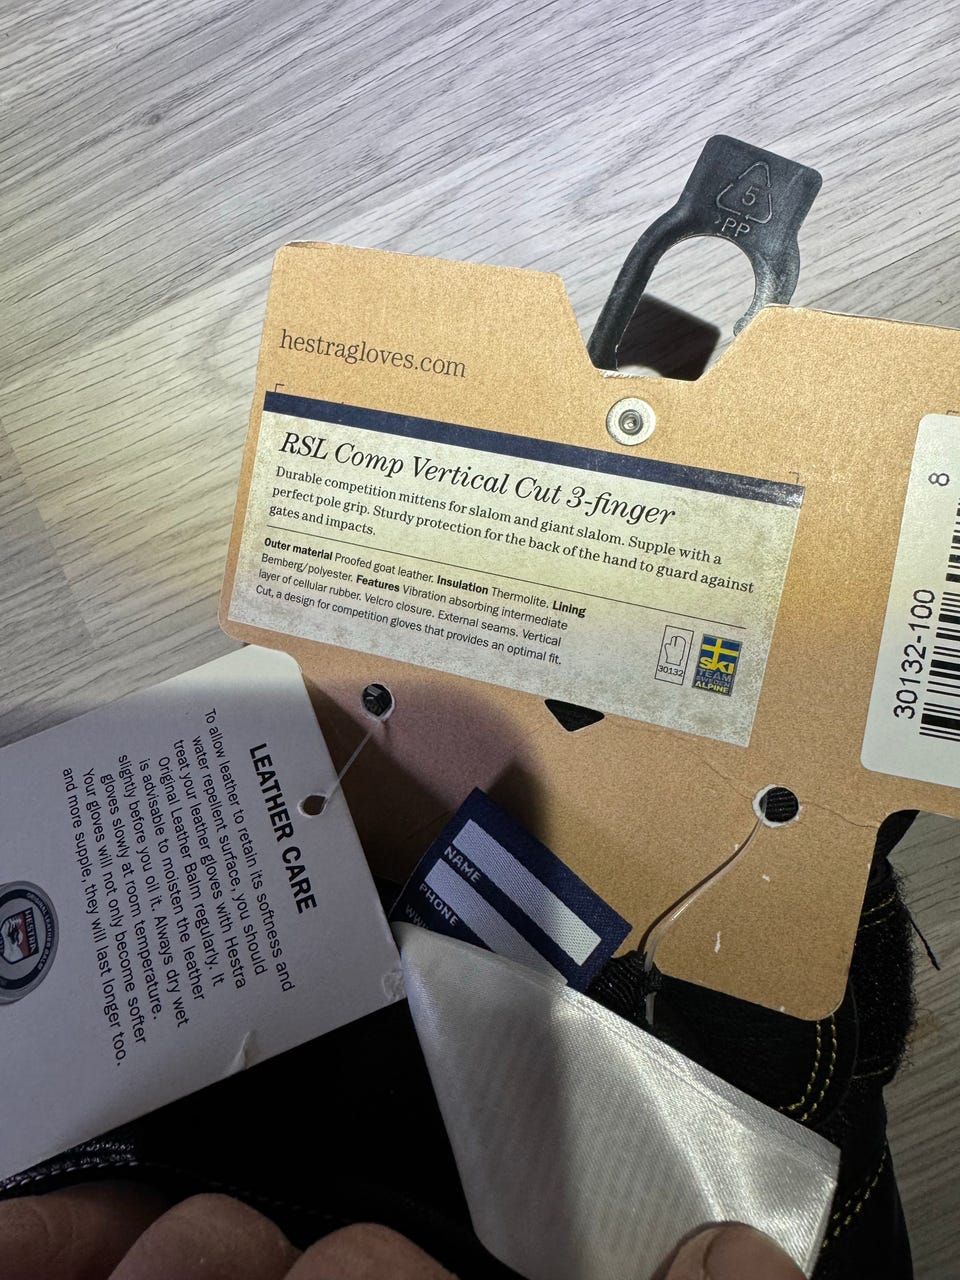 5
PP
hestragloves.com
RSL Comp Vertical Cut 3-finger
Durable competition mittens for slalom and giant slalom. Supple with a
perfect pole grip. Sturdy protection for the back of the hand to guard against
gates and impacts.
Outer material Proofed goat leather. Insulation Thermolite. Lining
Bemberg/polyester. Features Vibration absorbing intermediate
layer of cellular rubber. Velcro closure. External seams. Vertical
Cut, a design for competition gloves that provides an optimal fit.
30132
SKI
TEAM
SWEDEN
ALPINE
8
30132-100
LEATHER CARE
To allow leather to retain its softness and
water repellent surface, you should
treat your leather gloves with Hestra
Original Leather Balm regularly. It
is advisable to moisten the leather
slightly before you oil it. Always dry wet
gloves slowly at room temperature.
Your gloves will not only become softer
and more supple, they will last longer too.
HESTRA
NAME
PHONE
WWW